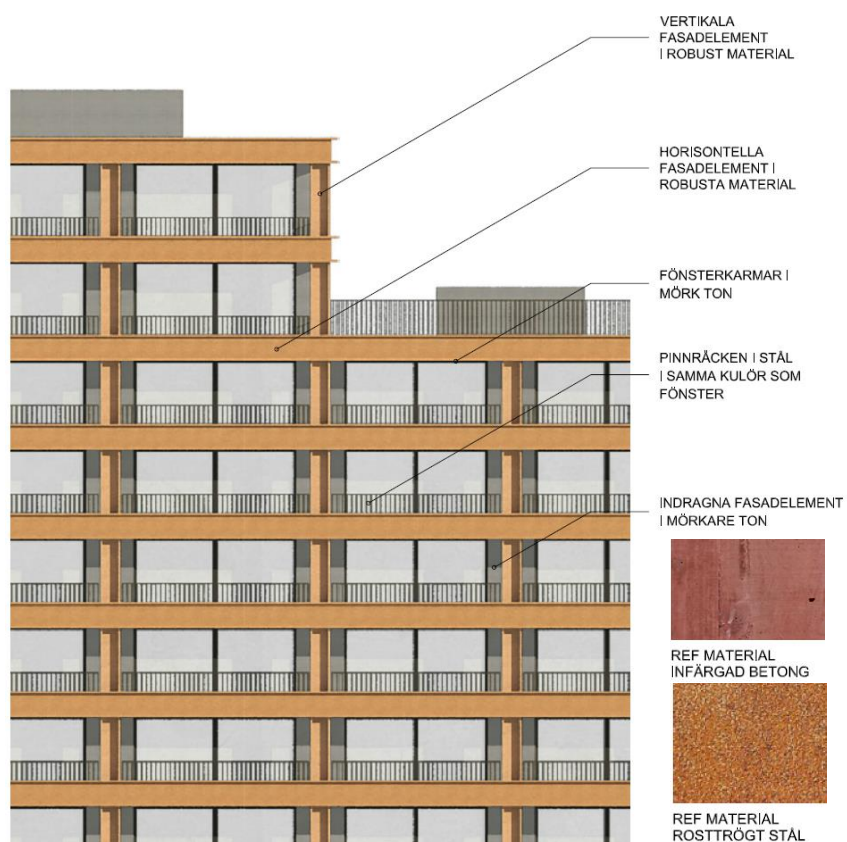 VERTIKALA
FASADELEMENT
I ROBUST MATERIAL
HORISONTELLA
FASADELEMENT I
ROBUSTA MATERIAL
FÖNSTERKARMAR I
MÖRK TON
PINNRÄCKEN I STÅL
I SAMMA KULÖR SOM
FÖNSTER
INDRAGNA FASADELEMENT
I MÖRKARE TON
REF MATERIAL
INFÄRGAD BETONG
REF MATERIAL
ROSTTRÖGT STÅL